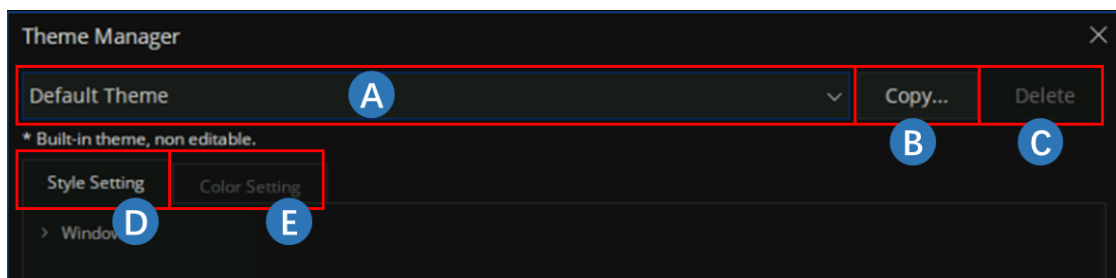 Theme Manager
Default Theme A Copy... Delete
* Built-in theme, non editable. B C
Style Setting Color Setting
D E
> Window